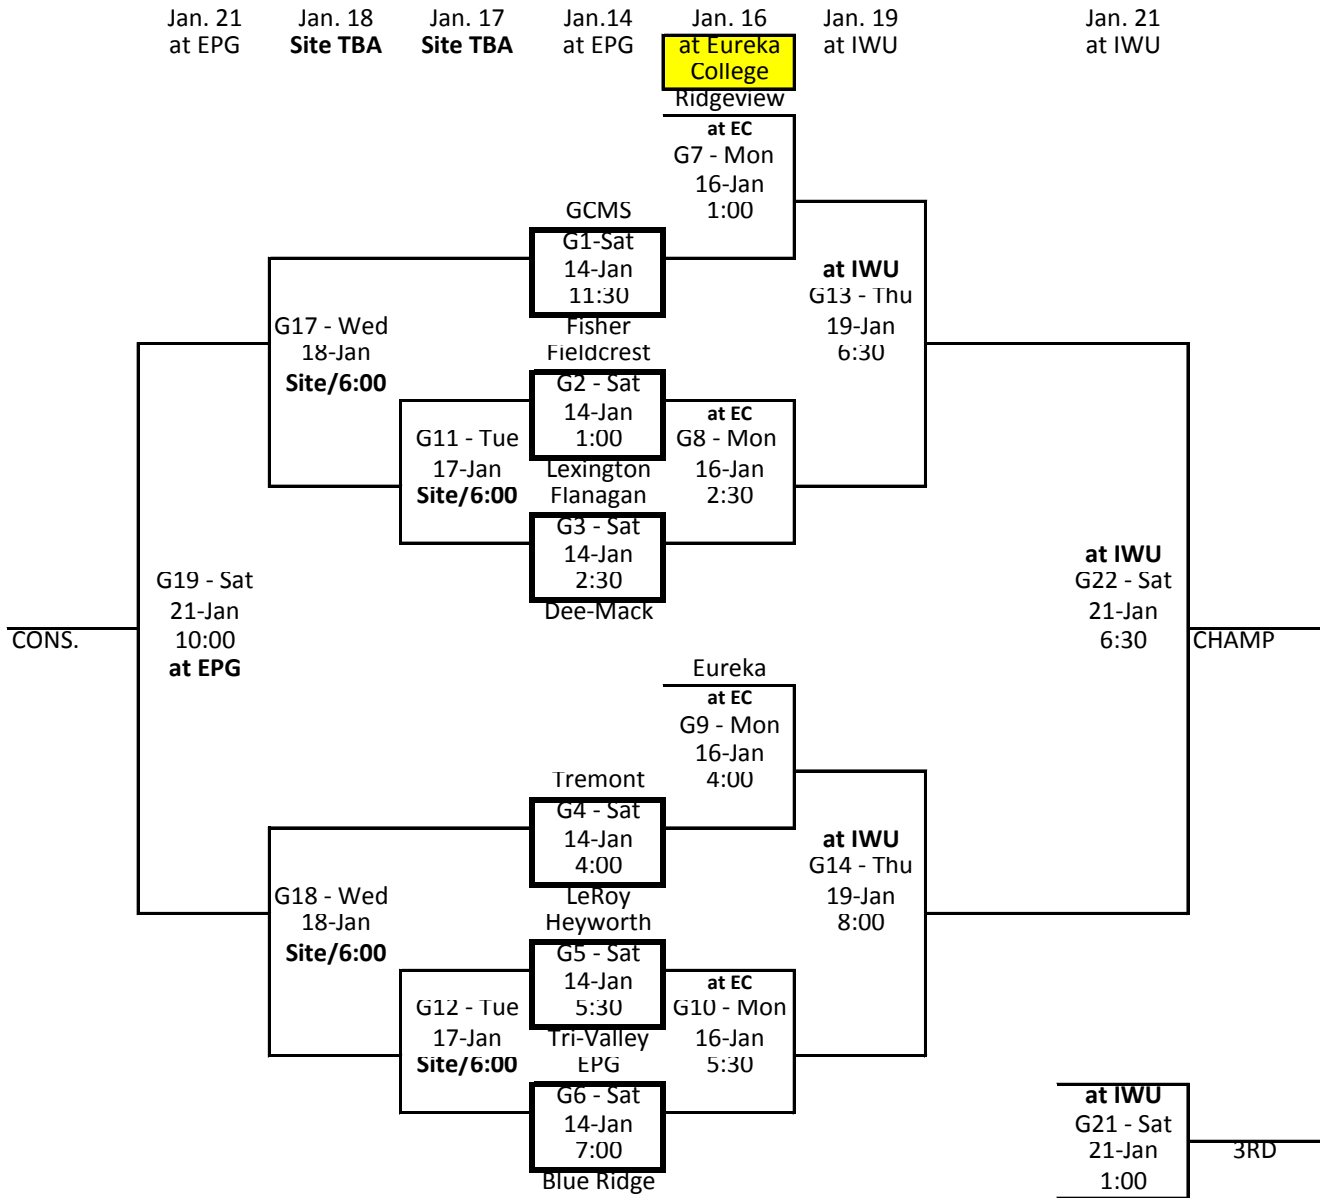 Jan. 21 Jan. 18 Jan. 17 Jan.14 Jan. 16 Jan. 19 Jan. 21
at EPG Site TBA Site TBA at EPG at Eureka at IWU at IWU
College
Ridgeview
at EC
G7 - Mon
16-Jan
1:00
GCMS
G1-Sat
14-Jan
11:30
Fisher
at IWU
G13 - Thu
19-Jan
6:30
G17 - Wed
18-Jan
Site/6:00
Fieldcrest
G2 - Sat
14-Jan
1:00
Lexington
at EC
G8 - Mon
16-Jan
2:30
G11 - Tue
17-Jan
Site/6:00
Flanagan
G3 - Sat
14-Jan
2:30
Dee-Mack
at IWU
G22 - Sat
21-Jan
6:30
CHAMP
G19 - Sat
21-Jan
10:00
at EPG
CONS.
Eureka
at EC
G9 - Mon
16-Jan
4:00
Tremont
G4 - Sat
14-Jan
4:00
LeRoy
at IWU
G14 - Thu
19-Jan
8:00
G18 - Wed
18-Jan
Site/6:00
Heyworth
G5 - Sat
14-Jan
5:30
Tri-Valley
at EC
G10 - Mon
16-Jan
5:30
G12 - Tue
17-Jan
Site/6:00
EPG
G6 - Sat
14-Jan
7:00
Blue Ridge
at IWU
G21 - Sat
21-Jan
1:00
3RD